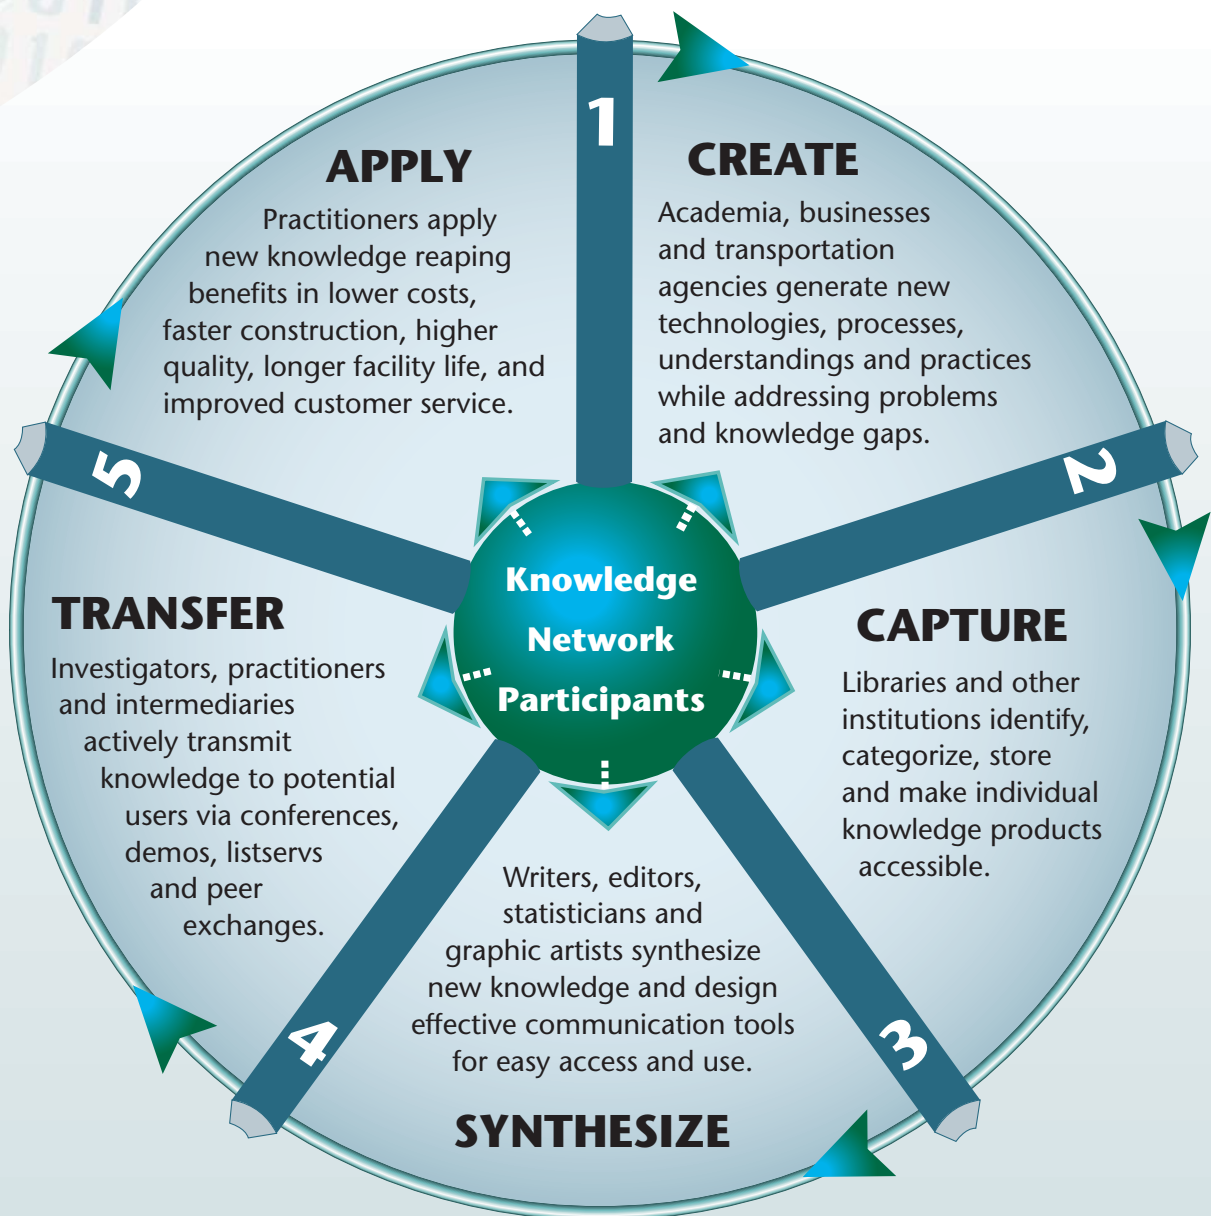 1
CREATE
Academia, businesses
and transportation
agencies generate new
technologies, processes,
understandings and practices
while addressing problems
and knowledge gaps.
2
CAPTURE
Libraries and other
institutions identify,
categorize, store
and make individual
knowledge products
accessible.
3
Writers, editors,
statisticians and
graphic artists synthesize
new knowledge and design
effective communication tools
for easy access and use.
SYNTHESIZE
4
TRANSFER
Investigators, practitioners
and intermediaries
actively transmit
knowledge to potential
users via conferences,
demos, listservs
and peer
exchanges.
5
APPLY
Practitioners apply
new knowledge reaping
benefits in lower costs,
faster construction, higher
quality, longer facility life, and
improved customer service.
Knowledge
Network
Participants